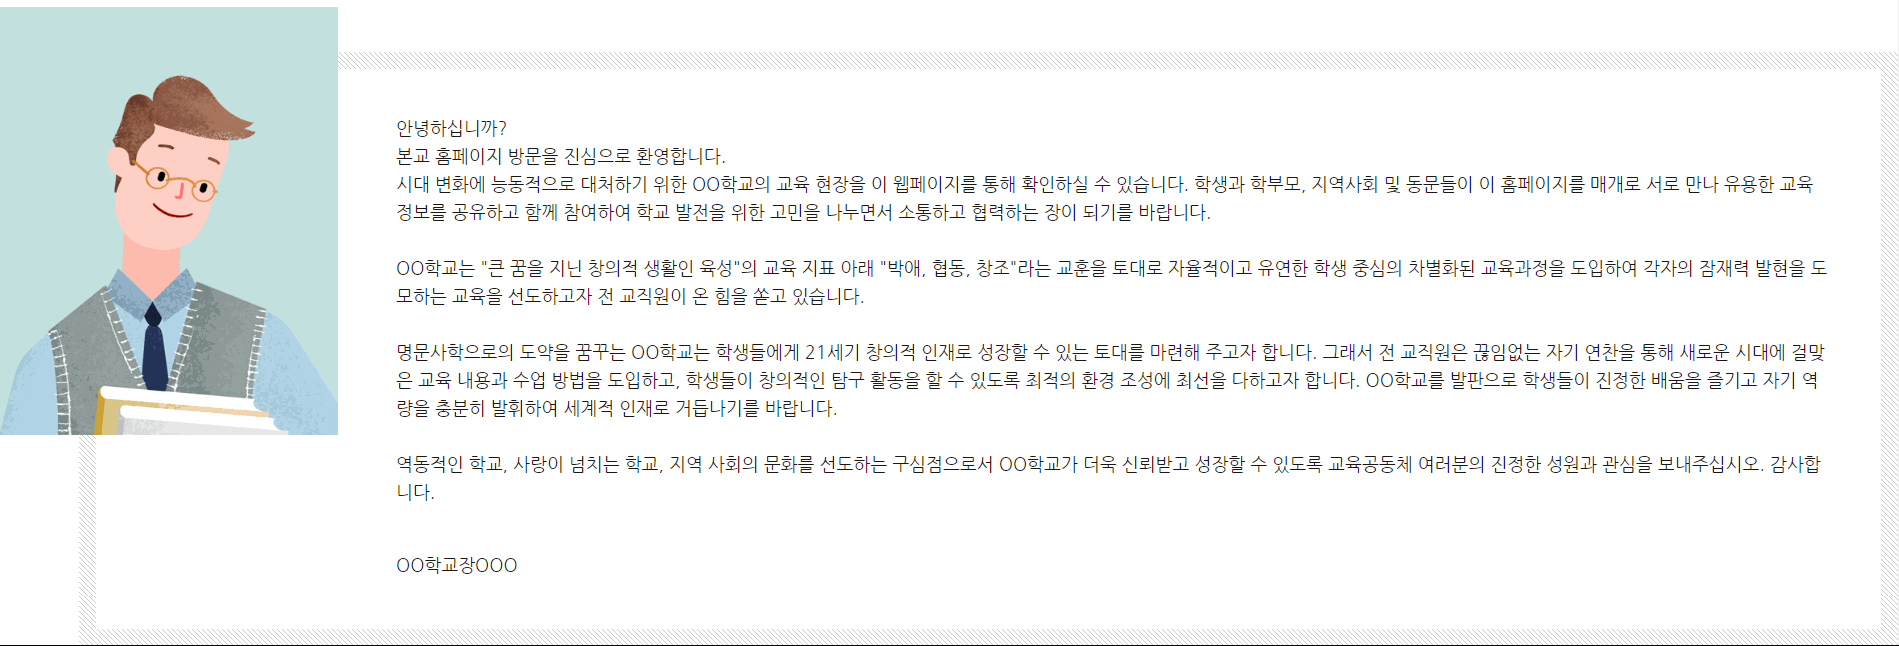 안녕하십니까?
본교 홈페이지 방문을 진심으로 환영합니다.
시대 변화에 능동적으로 대처하기 위한 OO학교의 교육 현장을 이 웹페이지를 통해 확인하실 수 있습니다. 학생과 학부모, 지역사회 및 동문들이 이 홈페이지를 매개로 서로 만나 유용한 교육
정보를 공유하고 함께 참여하여 학교 발전을 위한 고민을 나누면서 소통하고 협력하는 장이 되기를 바랍니다.
OO학교는 "큰 꿈을 지닌 창의적 생활인 육성"의 교육 지표 아래 "박애, 협동, 창조"라는 교훈을 토대로 자율적이고 유연한 학생 중심의 차별화된 교육과정을 도입하여 각자의 잠재력 발현을 도
모하는 교육을 선도하고자 전 교직원이 온 힘을 쏟고 있습니다.
명문사학으로의 도약을 꿈꾸는 OO학교는 학생들에게 21세기 창의적 인재로 성장할 수 있는 토대를 마련해 주고자 합니다. 그래서 전 교직원은 끊임없는 자기 연찬을 통해 새로운 시대에 걸맞
은 교육 내용과 수업 방법을 도입하고, 학생들이 창의적인 탐구 활동을 할 수 있도록 최적의 환경 조성에 최선을 다하고자 합니다. OO학교를 발판으로 학생들이 진정한 배움을 즐기고 자기 역
량을 충분히 발휘하여 세계적 인재로 거듭나기를 바랍니다.
역동적인 학교, 사랑이 넘치는 학교, 지역 사회의 문화를 선도하는 구심점으로서 OO학교가 더욱 신뢰받고 성장할 수 있도록 교육공동체 여러분의 진정한 성원과 관심을 보내주십시오. 감사합
니다.
OO학교장OOO